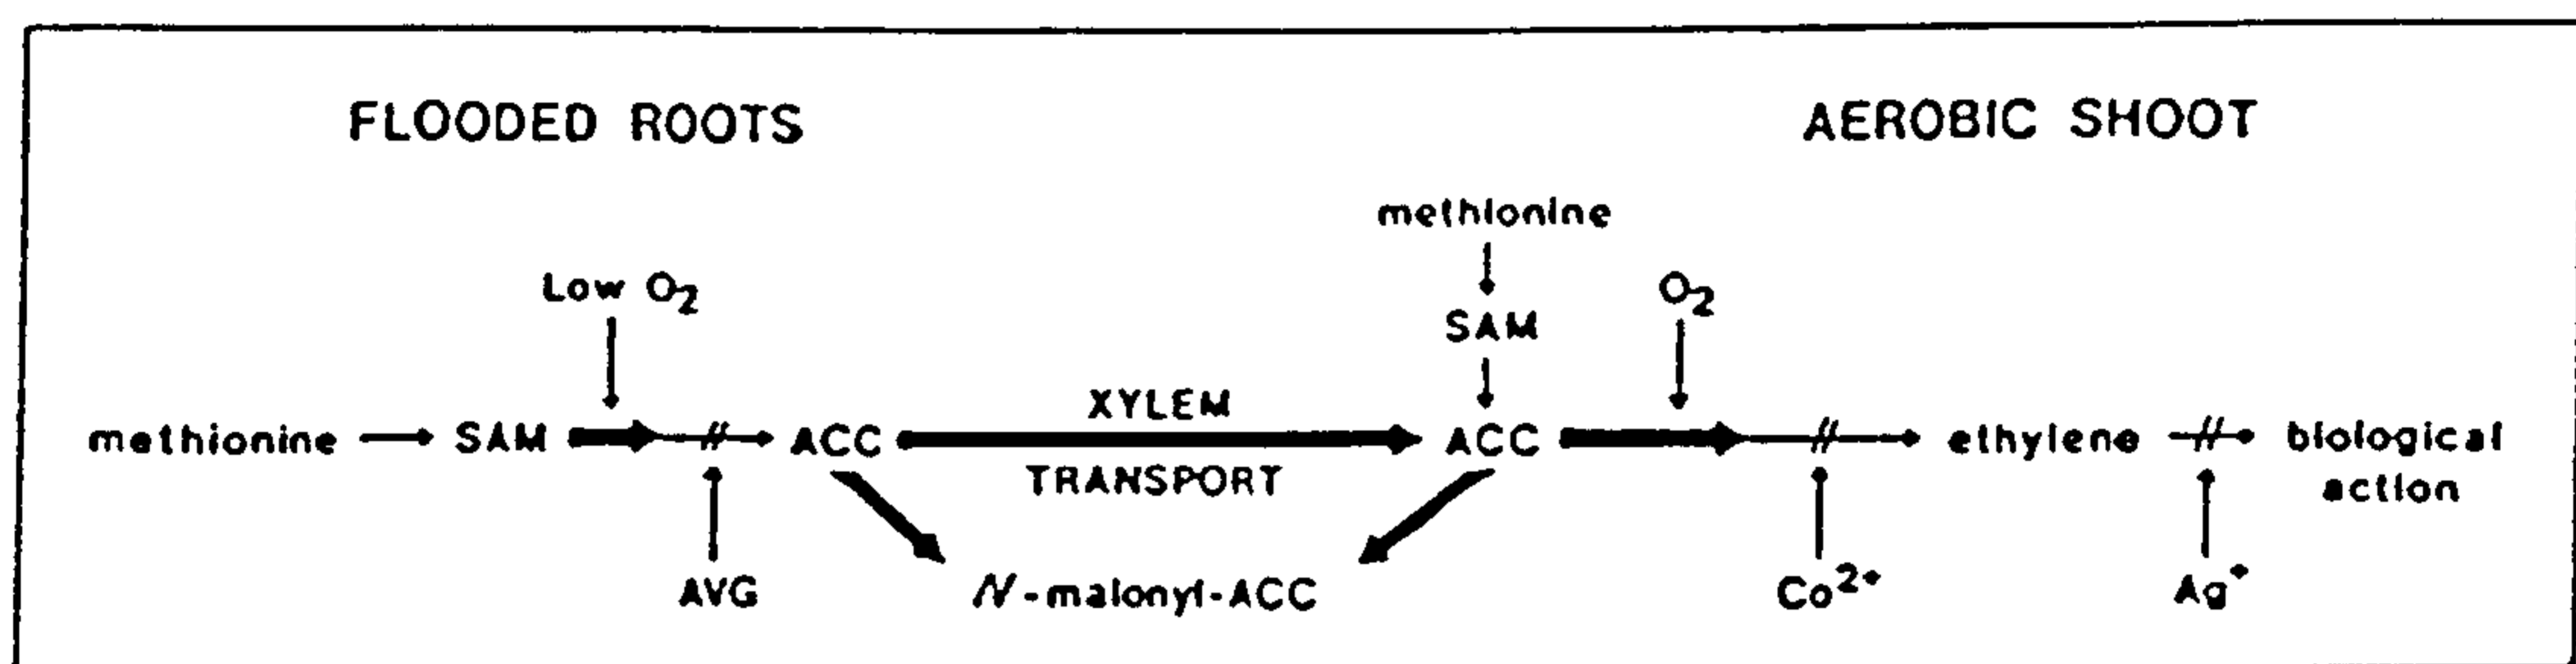 FLOODED ROOTS
AEROBIC SHOOT
methionine
Low O₂
O₂
SAM
XYLEM
methionine SAM ACC ACC ethylene biological
TRANSPORT
action
AVG N-malonyl-ACC Co²⁺ Ag⁺